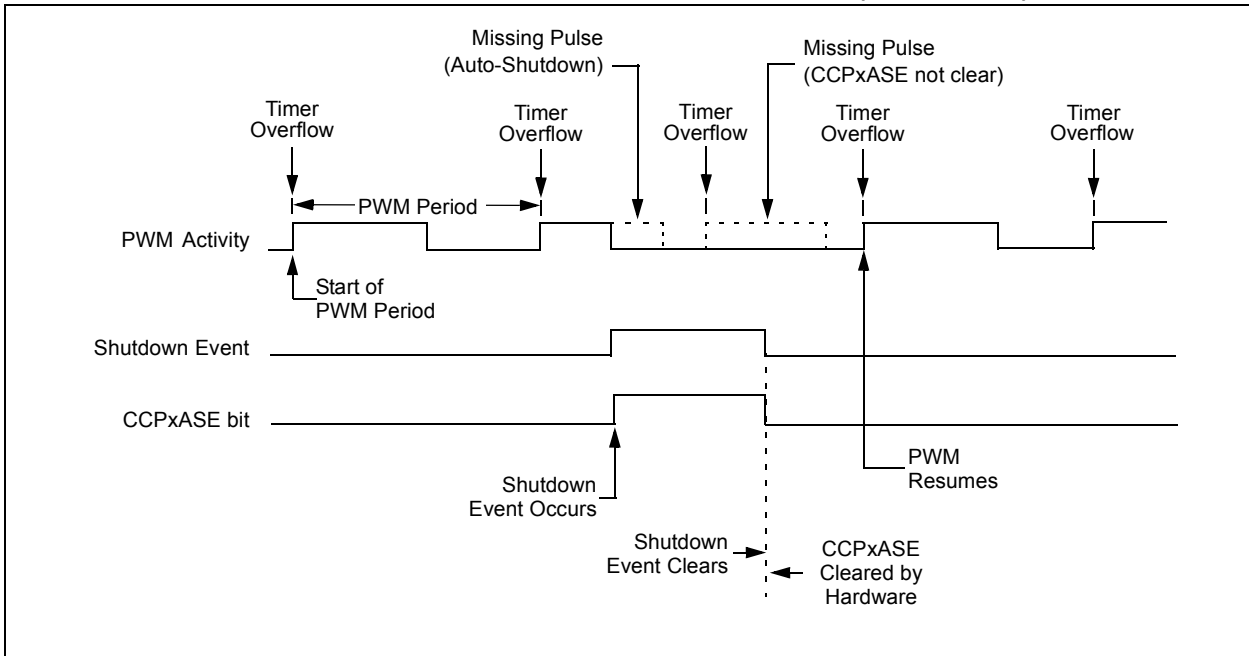 Missing Pulse
(Auto-Shutdown)
Missing Pulse
(CCPxASE not clear)
Timer
Overflow
Timer
Overflow
Timer
Overflow
Timer
Overflow
Timer
Overflow
PWM Period
PWM Activity
Start of
PWM Period
Shutdown Event
CCPxASE bit
Shutdown
Event Occurs
PWM
Resumes
Shutdown
Event Clears
CCPxASE
Cleared by
Hardware